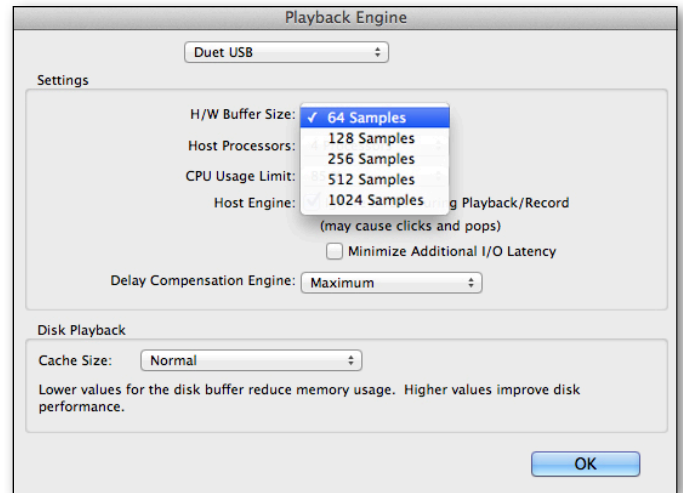 Playback Engine
Duet USB
Settings
H/W Buffer Size:
✓ 64 Samples
128 Samples
256 Samples
512 Samples
1024 Samples
Host Processors:
CPU Usage Limit:
Host Engine:
Playback/Record
(may cause clicks and pops)
Minimize Additional I/O Latency
Delay Compensation Engine: Maximum
Disk Playback
Cache Size: Normal
Lower values for the disk buffer reduce memory usage. Higher values improve disk
performance.
OK